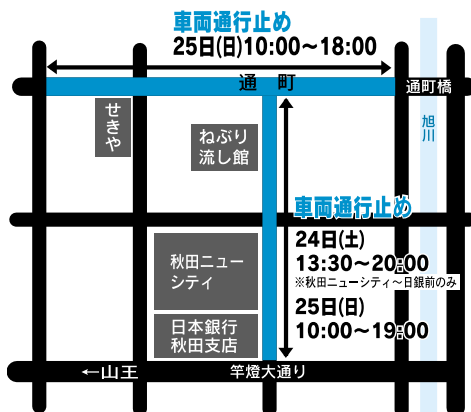 車両通行止め
25日(日)10:00〜18:00
通 町
通町橋
せきや
ねぶり
流し館
旭川
車両通行止め
24日(土)
13:30〜20:00
※秋田ニューシティ〜日銀前のみ
25日(日)
10:00〜19:00
秋田ニュー
シティ
日本銀行
秋田支店
←山王
竿燈大通り